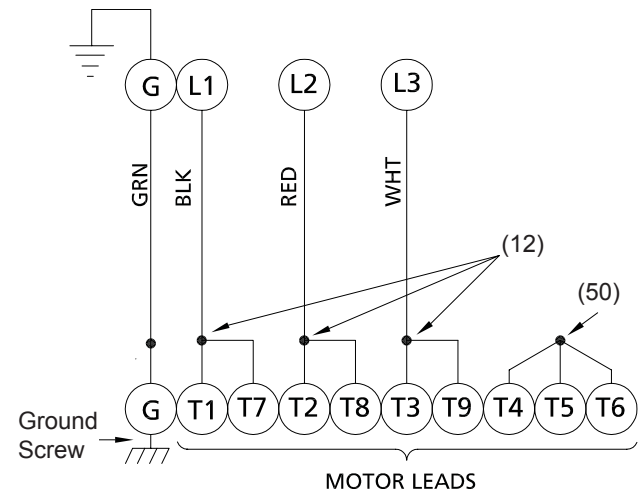 G L1 L2 L3
GRN BLK RED WHT
(12)
(50)
G T1 T7 T2 T8 T3 T9 T4 T5 T6
Ground
Screw
MOTOR LEADS